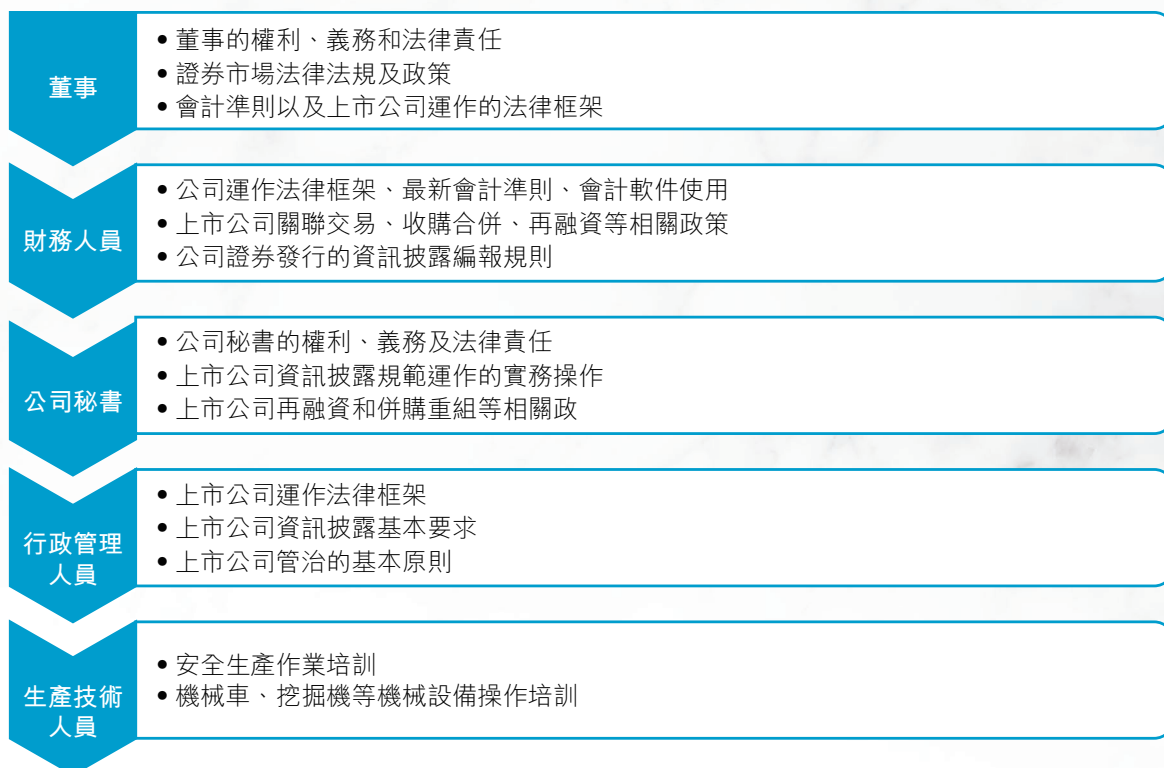 董事
• 董事的權利、義務和法律責任
• 證券市場法律法規及政策
• 會計準則以及上市公司運作的法律框架
財務人員
• 公司運作法律框架、最新會計準則、會計軟件使用
• 上市公司關聯交易、收購合併、再融資等相關政策
• 公司證券發行的資訊披露編報規則
公司秘書
• 公司秘書的權利、義務及法律責任
• 上市公司資訊披露規範運作的實務操作
• 上市公司再融資和併購重組等相關政
行政管理
人員
• 上市公司運作法律框架
• 上市公司資訊披露基本要求
• 上市公司管治的基本原則
生產技術
人員
• 安全生產作業培訓
• 機械車、挖掘機等機械設備操作培訓